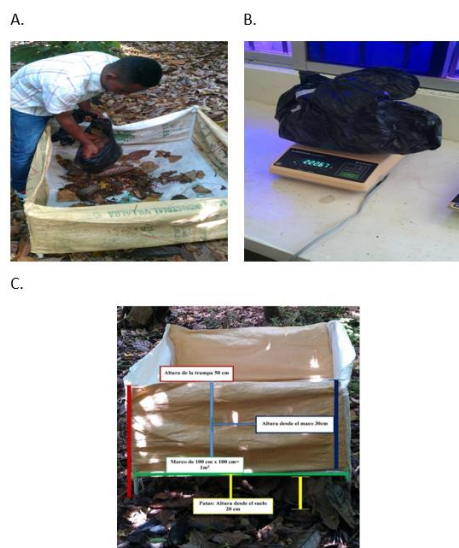 A.
B.
C.
Altura de la trampa 50 cm
Altura desde el maxo 30cm
Marco de 100 cm x 100 cm=
1m²
Patas: Altura desde el suelo
20 cm